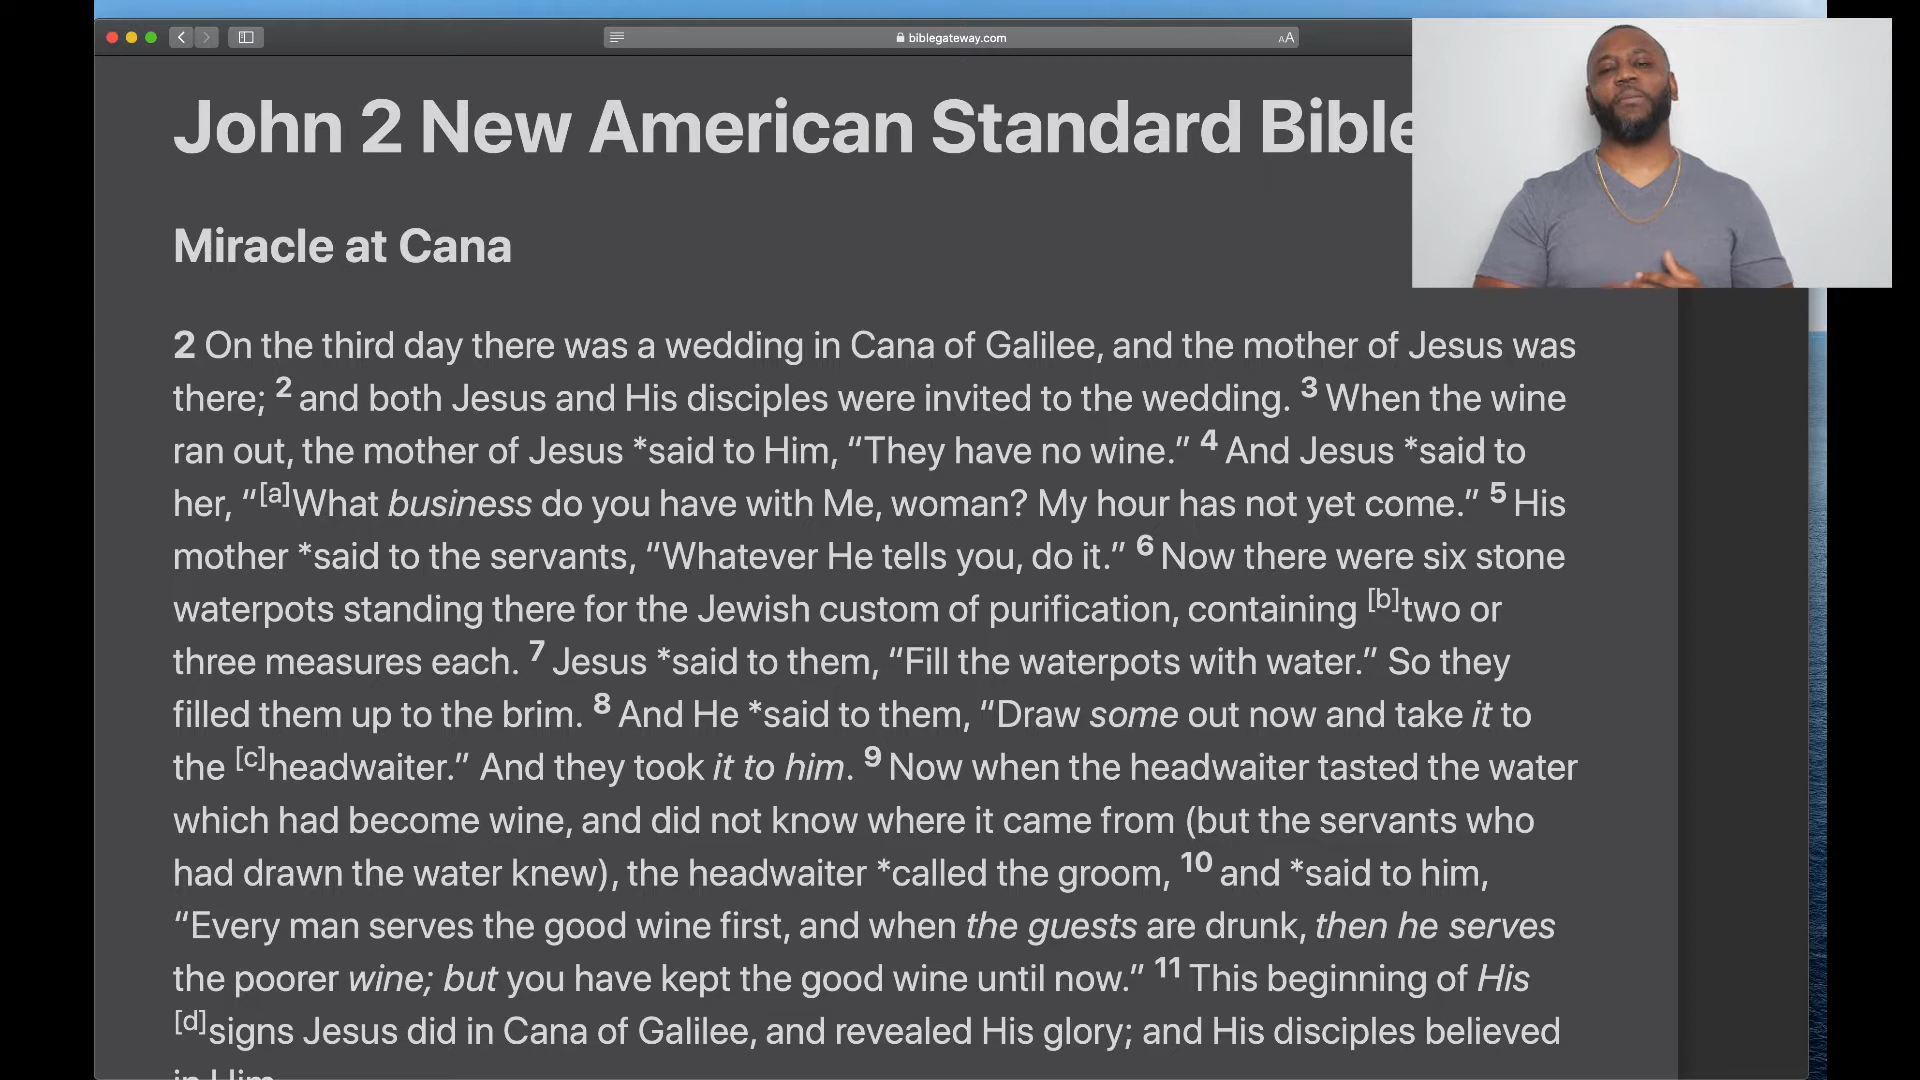 biblegateway.com
AA
John 2 New American Standard Bible
Miracle at Cana
2 On the third day there was a wedding in Cana of Galilee, and the mother of Jesus was
there; 2 and both Jesus and His disciples were invited to the wedding. 3 When the wine
ran out, the mother of Jesus *said to Him, “They have no wine.” 4 And Jesus *said to
her, “[a]What business do you have with Me, woman? My hour has not yet come.” 5 His
mother *said to the servants, “Whatever He tells you, do it.” 6 Now there were six stone
waterpots standing there for the Jewish custom of purification, containing [b]two or
three measures each. 7 Jesus *said to them, “Fill the waterpots with water.” So they
filled them up to the brim. 8 And He *said to them, “Draw some out now and take it to
the [c]headwaiter.” And they took it to him. 9 Now when the headwaiter tasted the water
which had become wine, and did not know where it came from (but the servants who
had drawn the water knew), the headwaiter *called the groom, 10 and *said to him,
“Every man serves the good wine first, and when the guests are drunk, then he serves
the poorer wine; but you have kept the good wine until now.” 11 This beginning of His
[d]signs Jesus did in Cana of Galilee, and revealed His glory; and His disciples believed
in Him